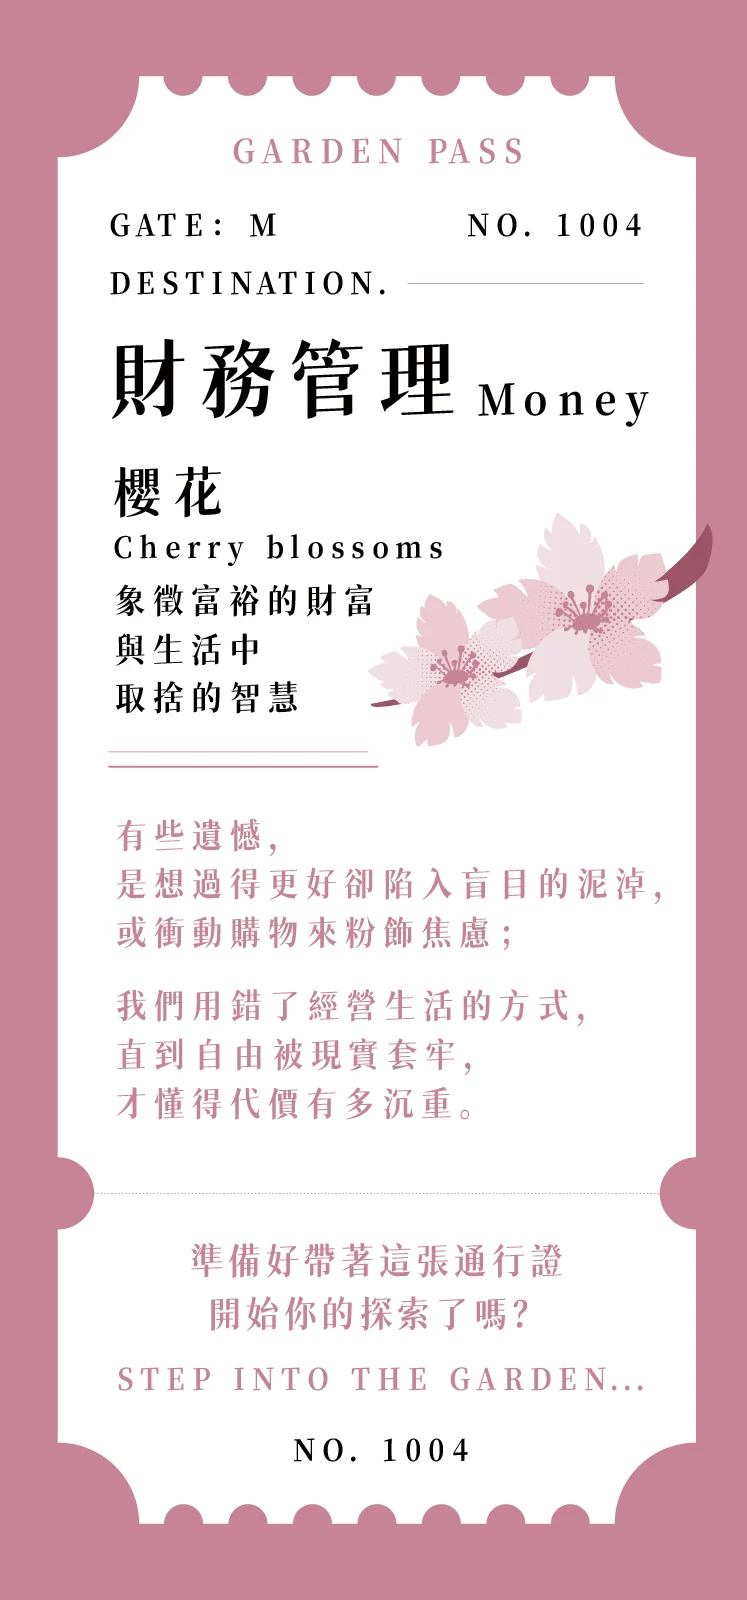 GARDEN PASS
GATE: M
NO. 1004
DESTINATION.
財務管理 Money
櫻花
Cherry blossoms
象徵富裕的財富
與生活中
取捨的智慧
有些遺憾,
是想過得更好卻陷入盲目的泥淖,
或衝動購物來粉飾焦慮;
我們用錯了經營生活的方式,
直到自由被現實套牢,
才懂得代價有多沉重。
準備好帶著這張通行證
開始你的探索了嗎?
STEP INTO THE GARDEN...
NO. 1004